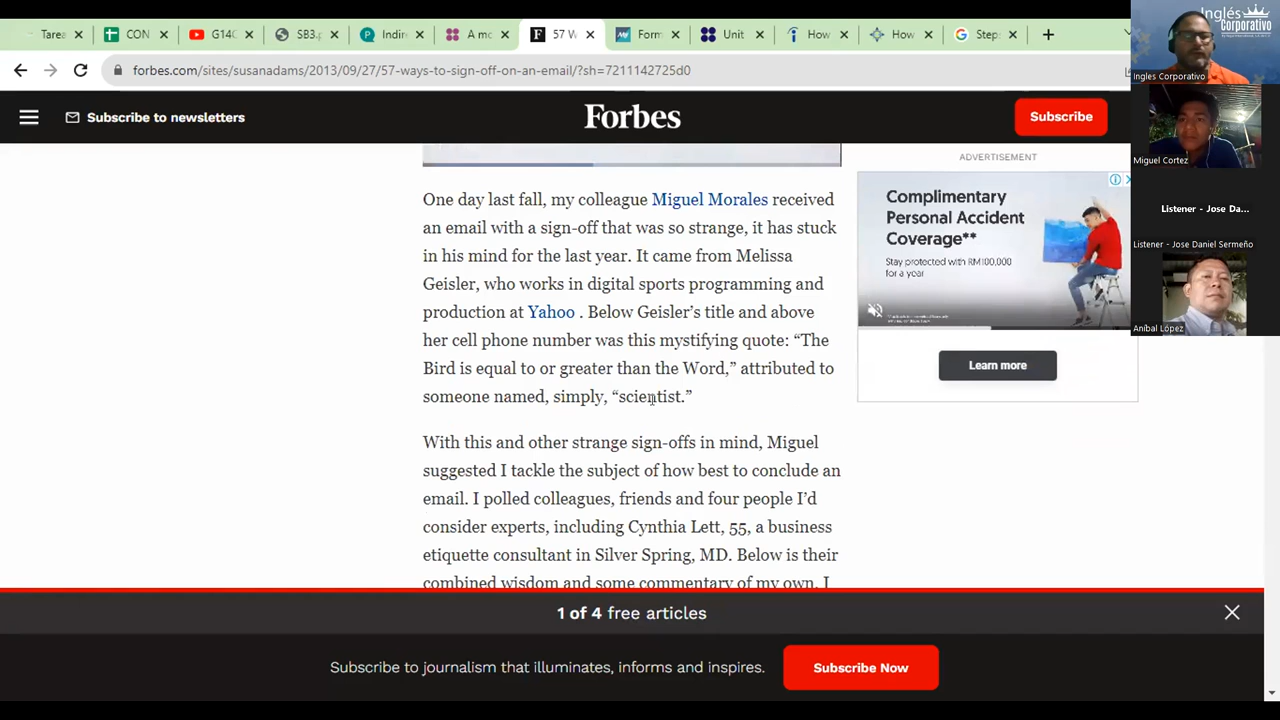 Tarea
CON
G140
SB3.p
Indire
A mo
57 W
Form
Unit
How
How
Step:
forbes.com/sites/susanadams/2013/09/27/57-ways-to-sign-off-on-an-email/?sh=7211142725d0
Subscribe to newsletters
Forbes
Subscribe
One day last fall, my colleague Miguel Morales received
an email with a sign-off that was so strange, it has stuck
in his mind for the last year. It came from Melissa
Geisler, who works in digital sports programming and
production at Yahoo . Below Geisler’s title and above
her cell phone number was this mystifying quote: “The
Bird is equal to or greater than the Word,” attributed to
someone named, simply, “scientist.”
With this and other strange sign-offs in mind, Miguel
suggested I tackle the subject of how best to conclude an
email. I polled colleagues, friends and four people I’d
consider experts, including Cynthia Lett, 55, a business
etiquette consultant in Silver Spring, MD. Below is their
combined wisdom and some commentary of my own. I
ADVERTISEMENT
Complimentary
Personal Accident
Coverage**
Stay protected with RM100,000
for a year
Learn more
Inglés
Corporativo
Ingles Corporativo
Miguel Cortez
Listener - Jose Da...
Listener - Jose Daniel Sermeño
Aníbal López
1 of 4 free articles
Subscribe to journalism that illuminates, informs and inspires.
Subscribe Now